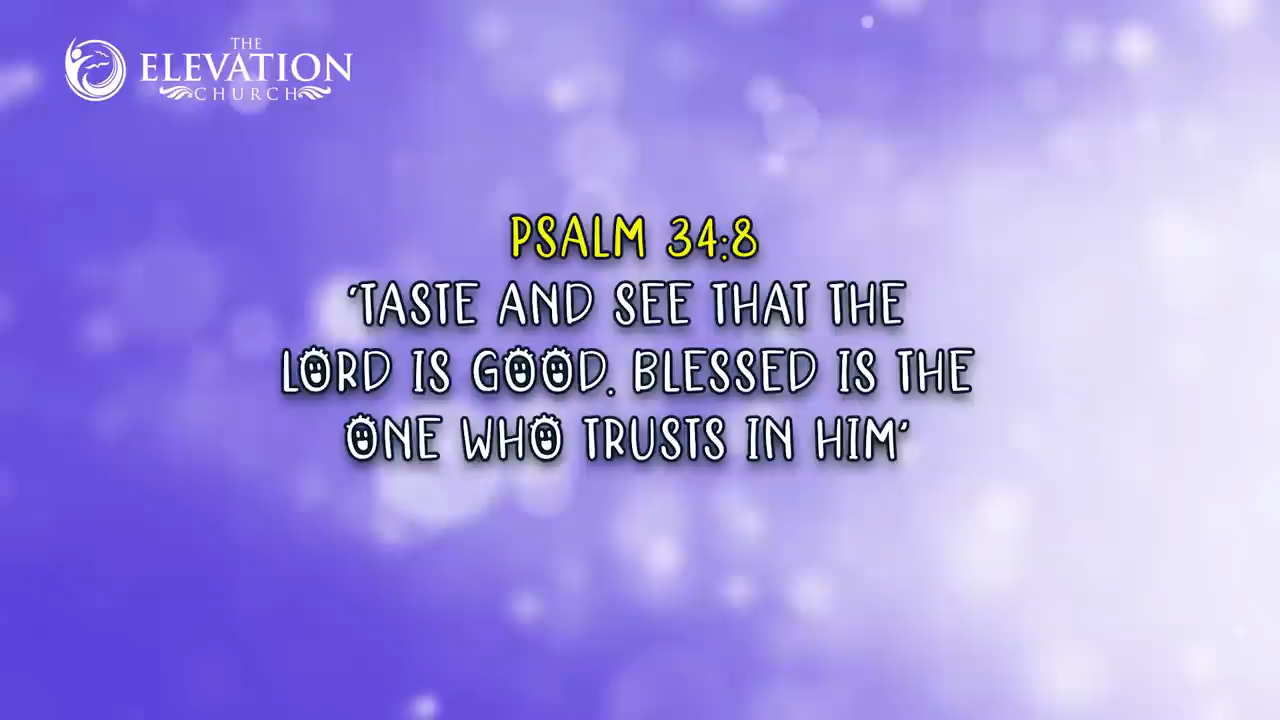 THE
ELEVATION
CHURCH
PSALM 34:8
'TASTE AND SEE THAT THE
LORD IS GOOD. BLESSED IS THE
ONE WHO TRUSTS IN HIM'